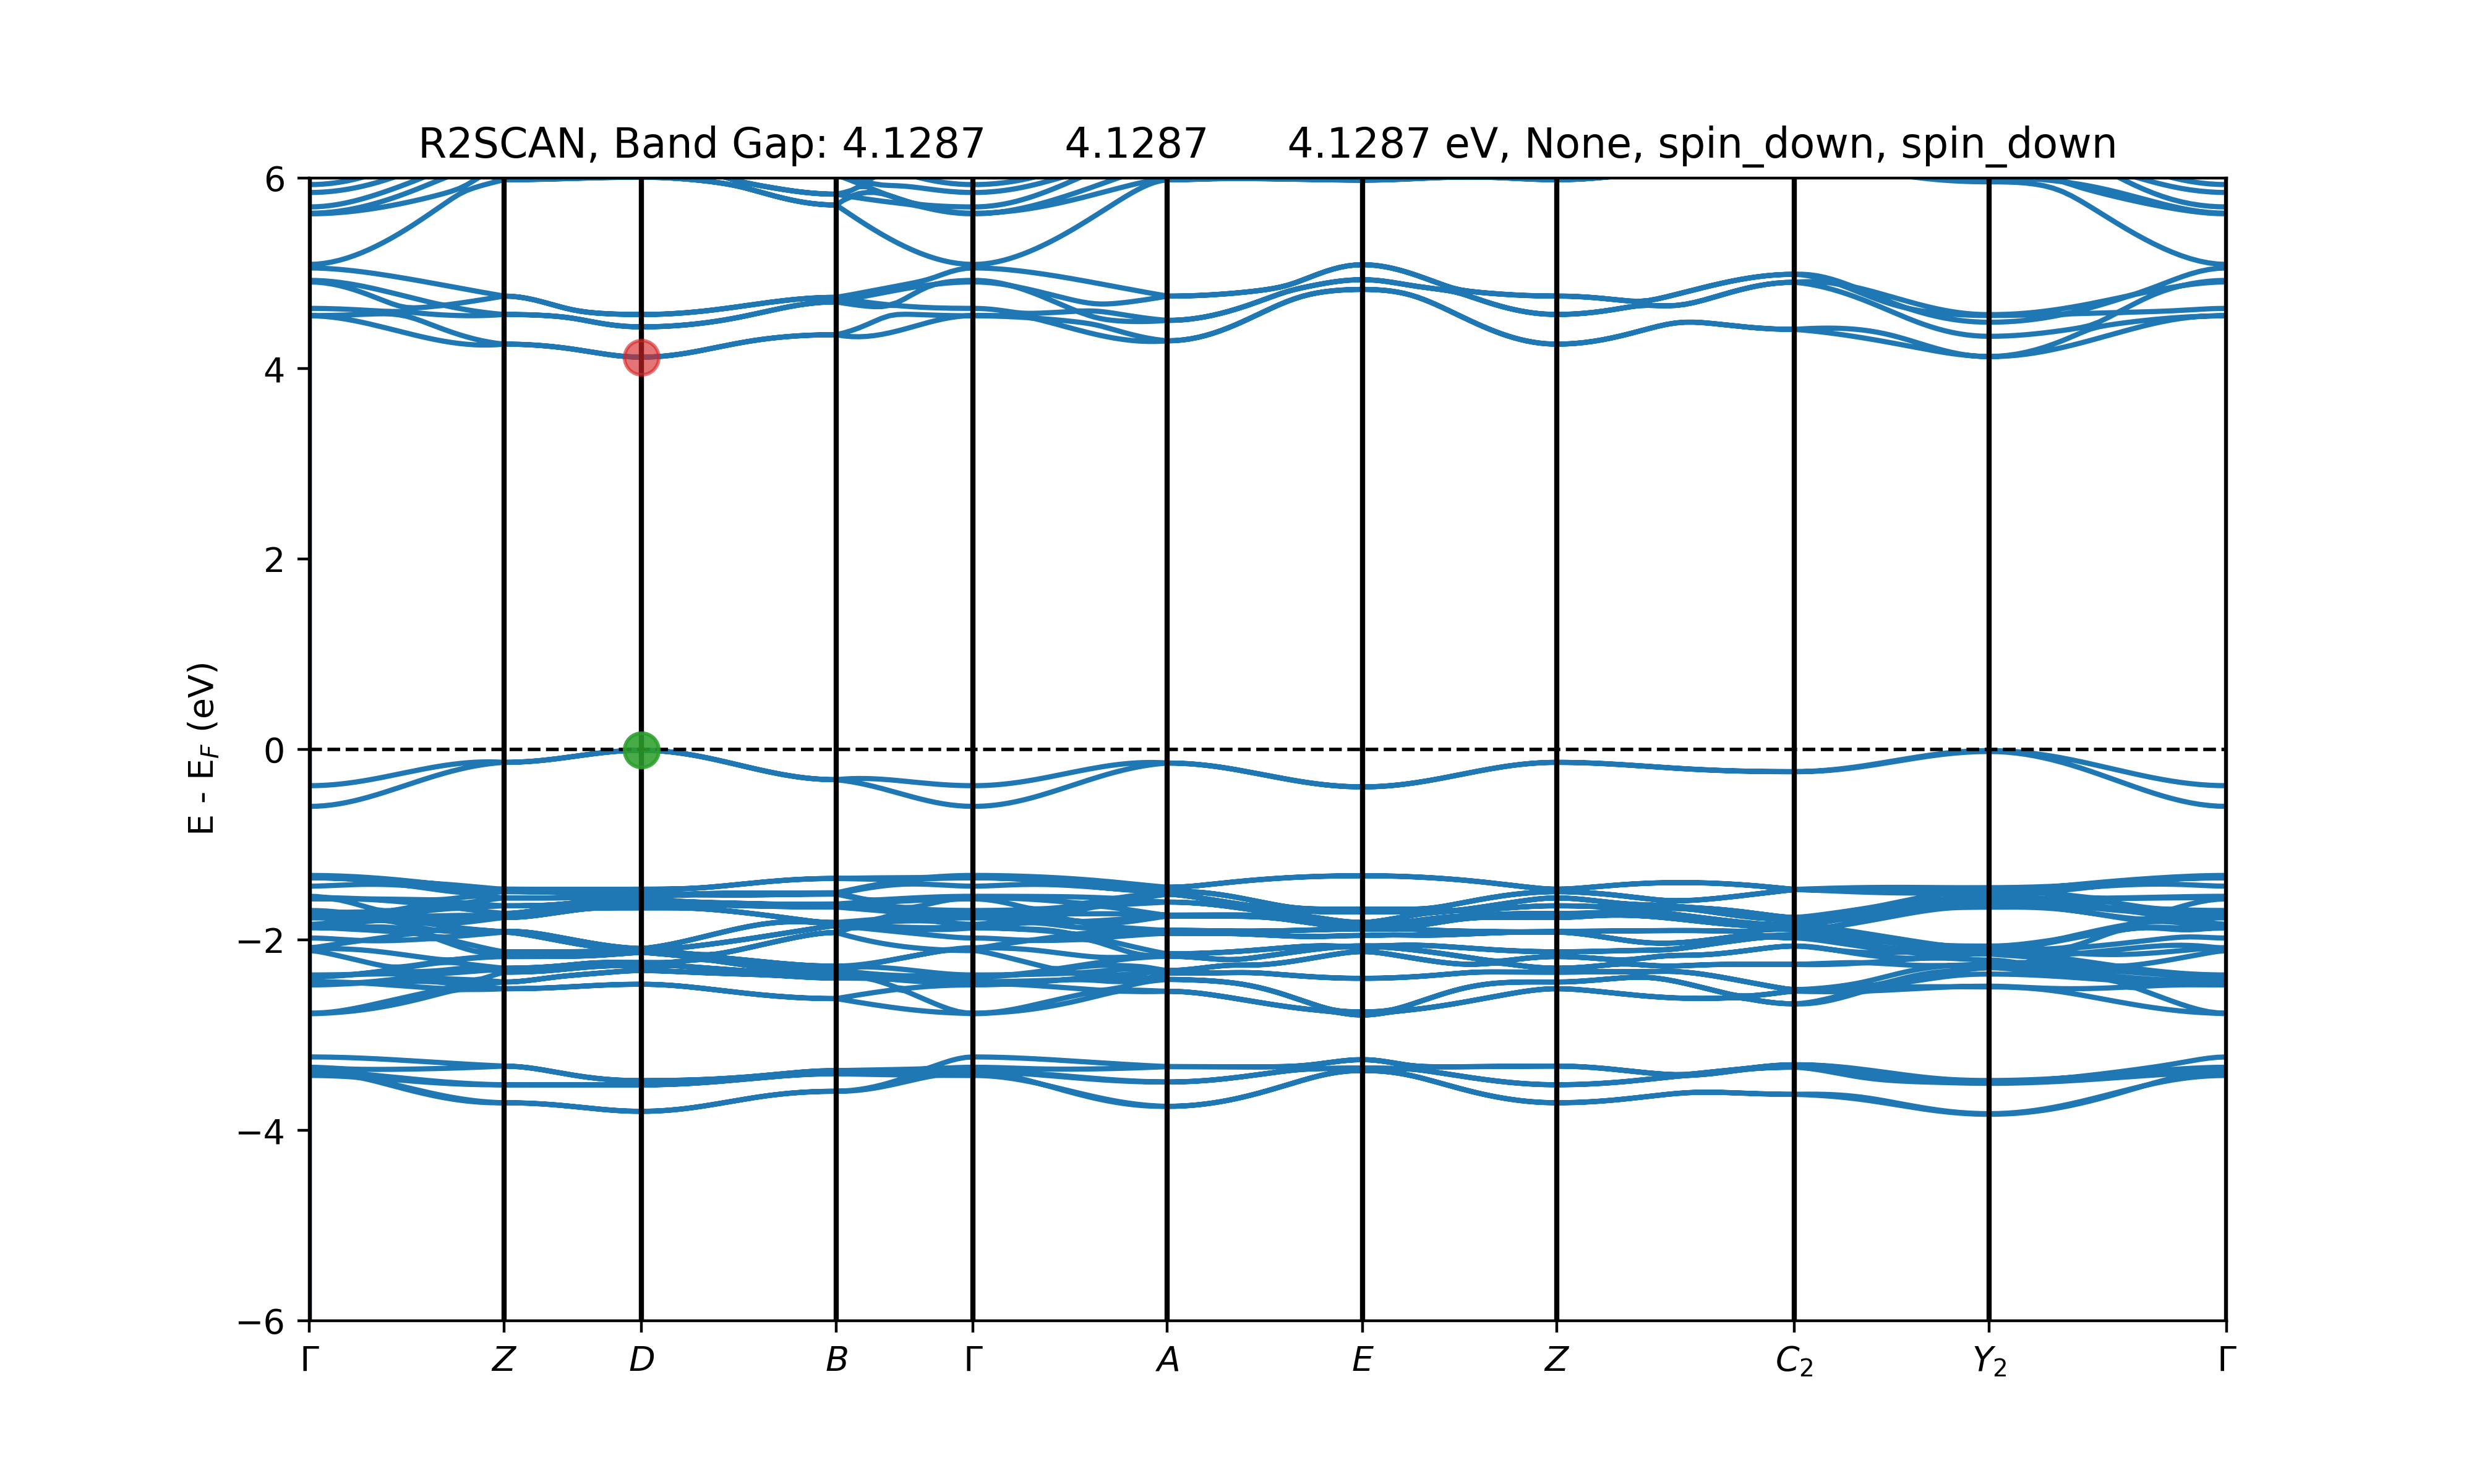 R2SCAN, Band Gap: 4.1287 4.1287 4.1287 eV, None, spin_down, spin_down
6
4
2
0
−2
−4
−6
E - E_F (eV)
Γ Z D B Γ A E Z C₂ Y₂ Γ